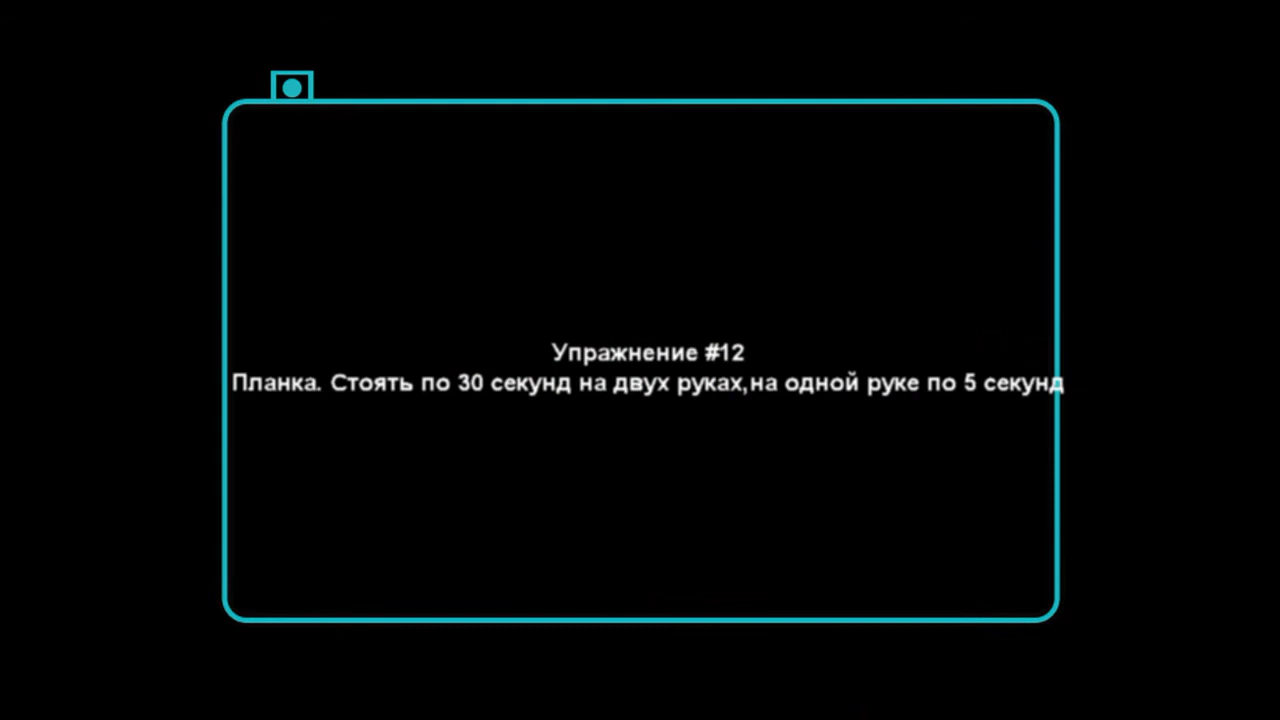 Упражнение #12
Планка. Стоять по 30 секунд на двух руках,на одной руке по 5 секунд